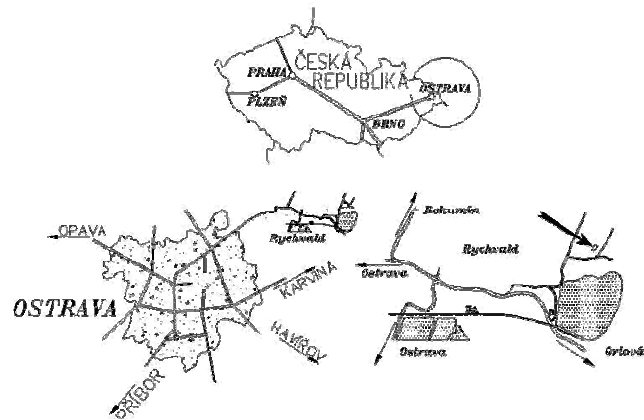 ČESKÁ
REPUBLIKA
PRAHA
PLZEŇ
OSTRAVA
BRNO
OPAVA
Rychvald
KARVINÁ
OSTRAVA
HAVÍŘOV
PŘÍBOR
Bohumín
Rychvald
Ostrava
Ostrava
Orlová